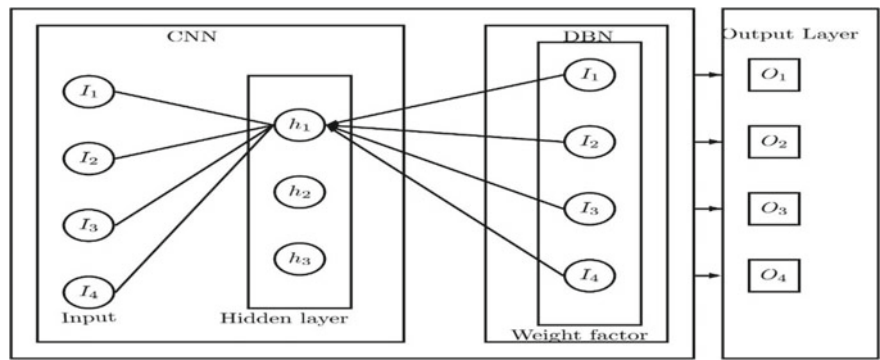 CNN
DBN
Output Layer
I1
I2
I3
I4
Input
h1
h2
h3
Hidden layer
I1
I2
I3
I4
Weight factor
O1
O2
O3
O4